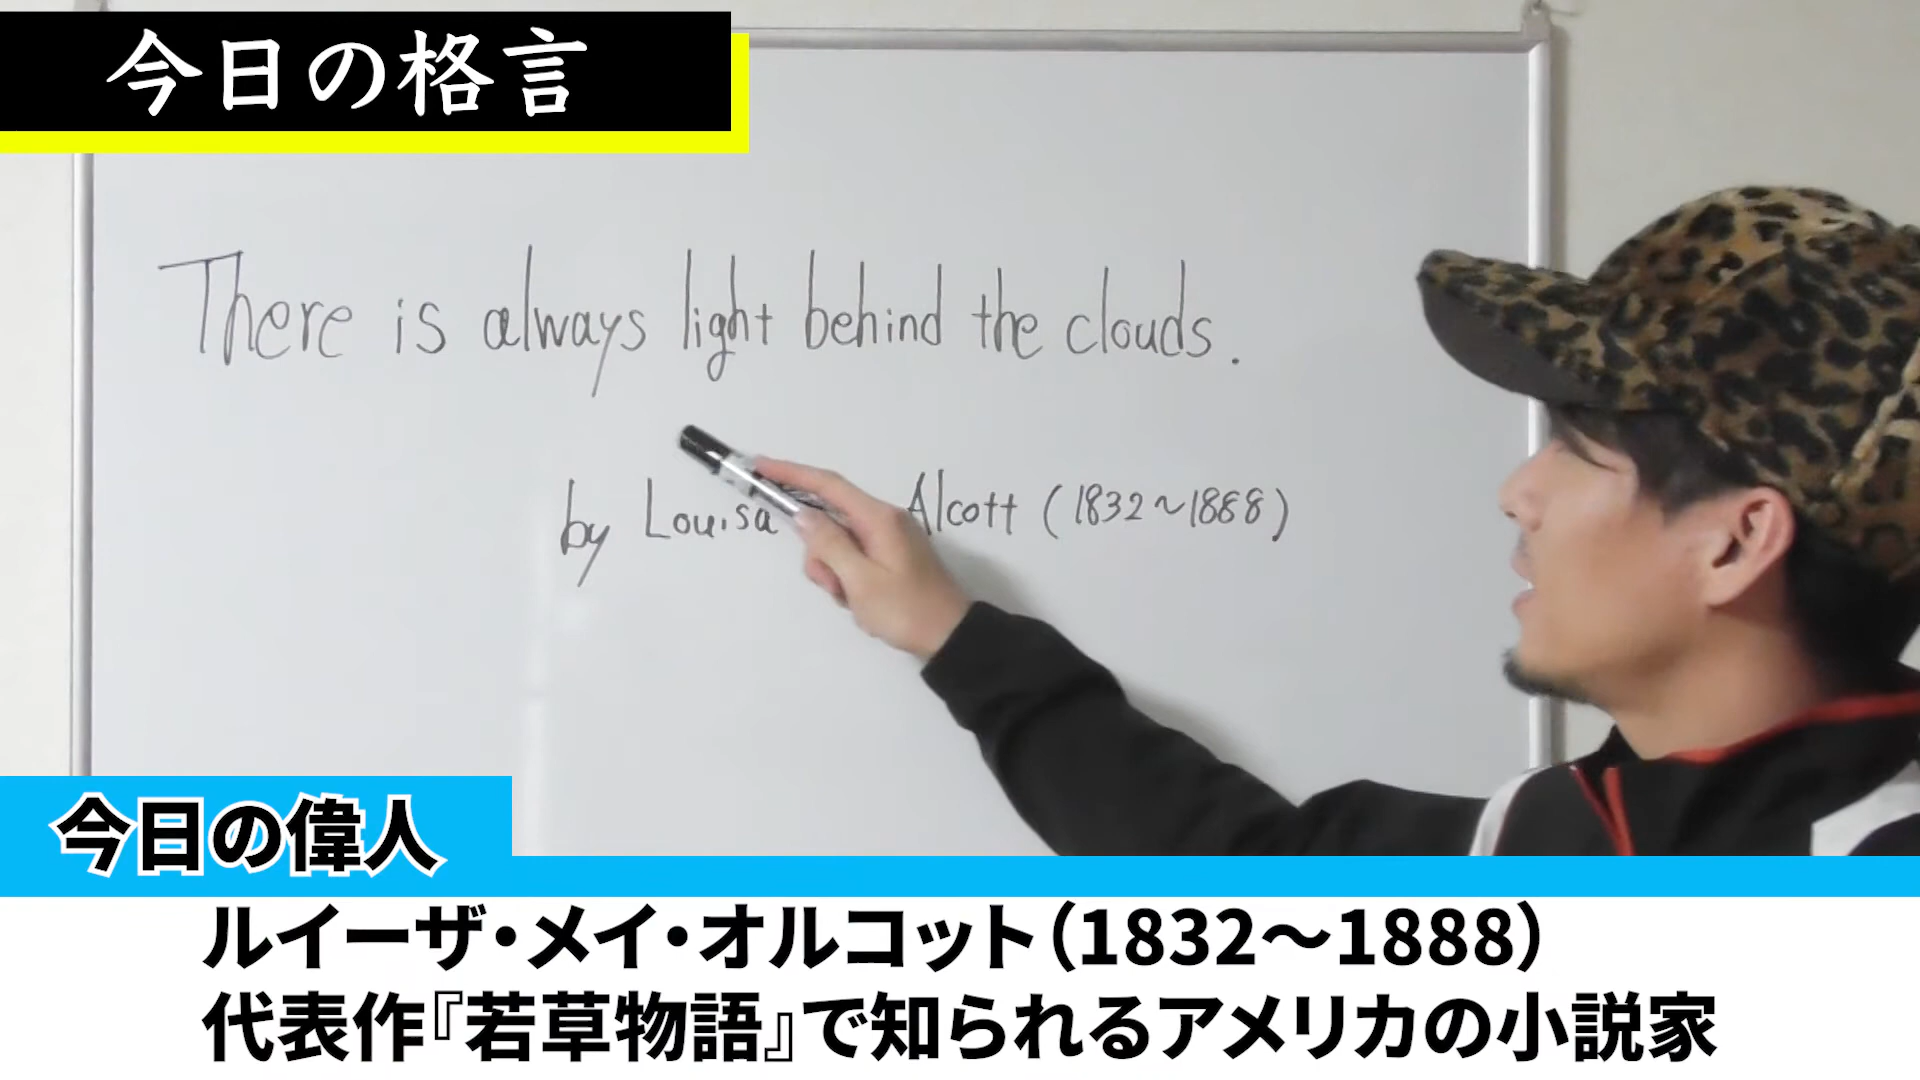 今日の格言
There is always light behind the clouds.
by Louisa Alcott (1832~1888)
今日の偉人
ルイーザ・メイ・オルコット(1832〜1888)
代表作『若草物語』で知られるアメリカの小説家